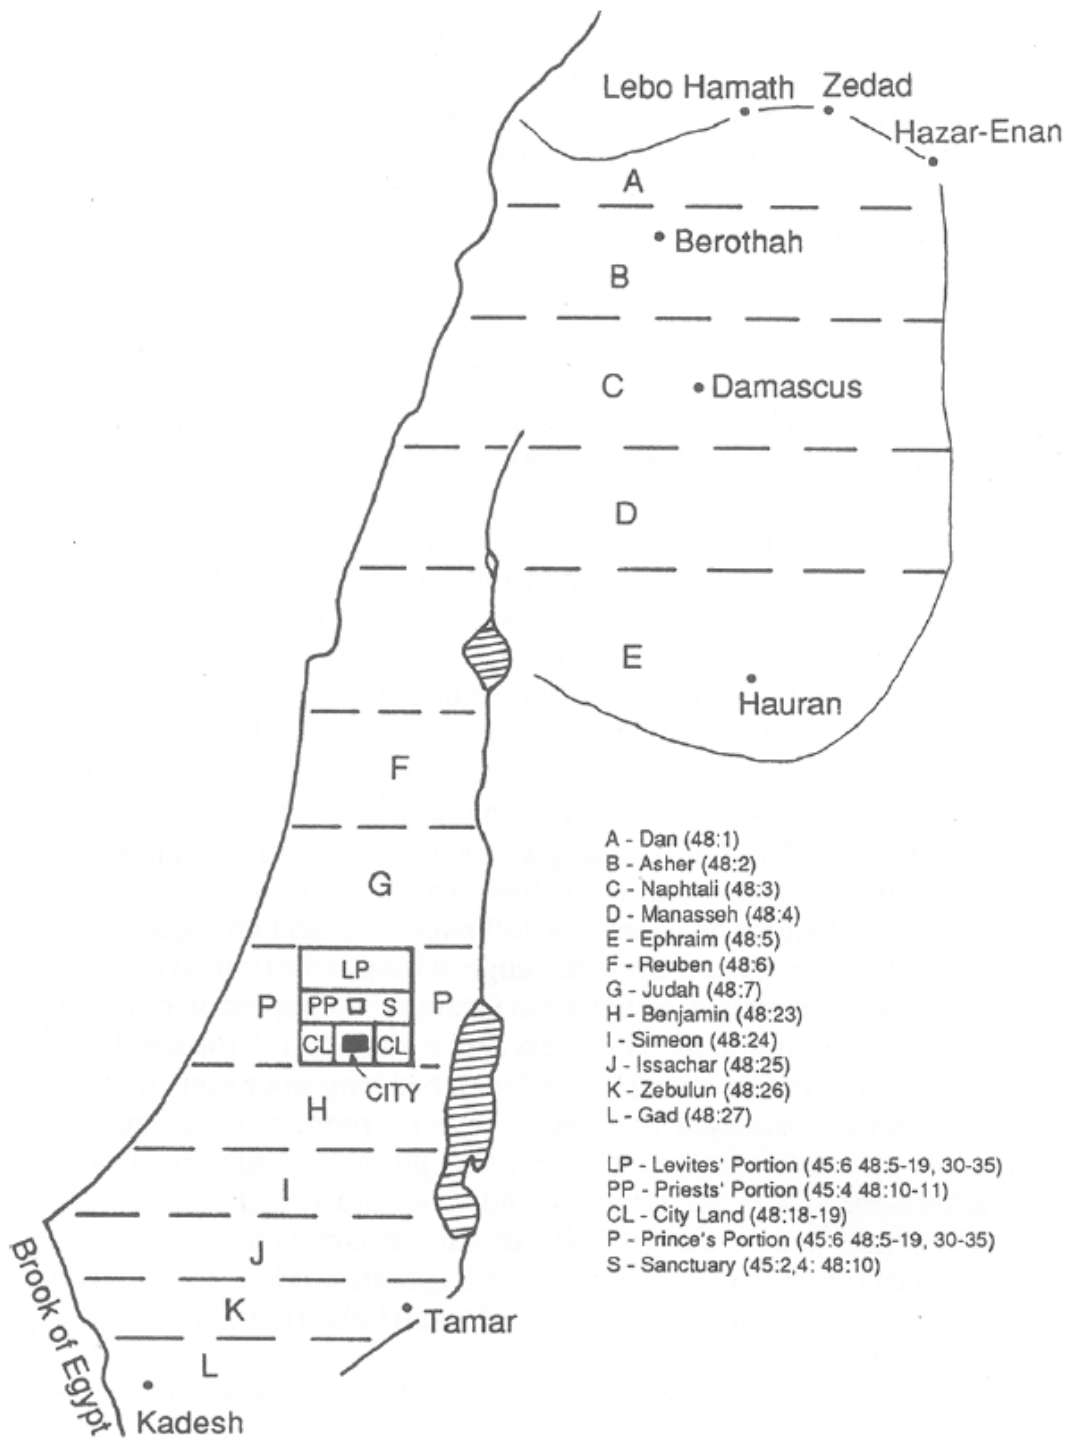 Lebo Hamath
Zedad
Hazar-Enan
A
Berothah
B
C
Damascus
D
E
Hauran
F
G
LP
P
PP
S
P
CL
CL
CITY
H
I
J
K
Tamar
L
Kadesh
Brook of Egypt
A - Dan (48:1)
B - Asher (48:2)
C - Naphtali (48:3)
D - Manasseh (48:4)
E - Ephraim (48:5)
F - Reuben (48:6)
G - Judah (48:7)
H - Benjamin (48:23)
I - Simeon (48:24)
J - Issachar (48:25)
K - Zebulun (48:26)
L - Gad (48:27)
LP - Levites' Portion (45:6 48:5-19, 30-35)
PP - Priests' Portion (45:4 48:10-11)
CL - City Land (48:18-19)
P - Prince's Portion (45:6 48:5-19, 30-35)
S - Sanctuary (45:2,4: 48:10)